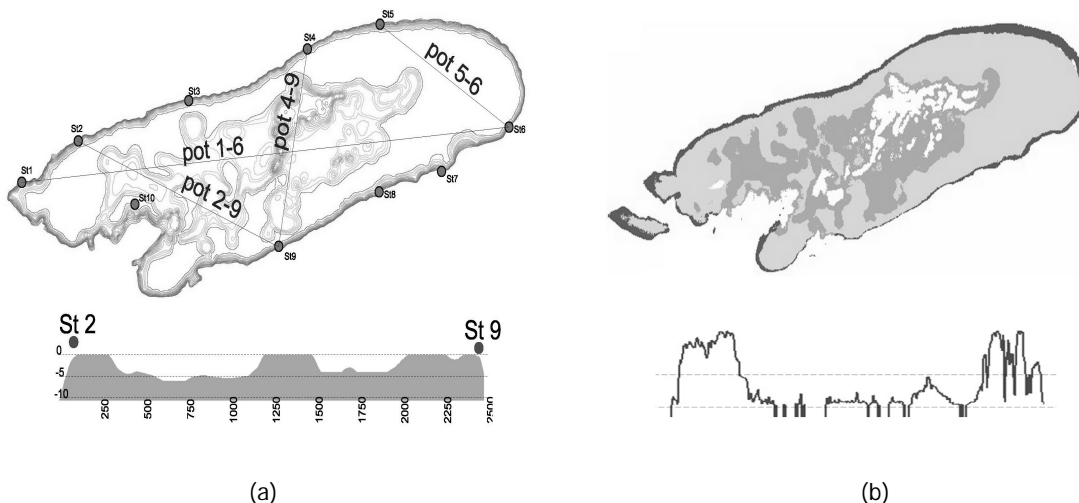 St5
St4
pot 5-6
St3
pot 4-9
St2
St6
pot 1-6
St1
St7
pot 2-9
St8
St10
St9
St 2
St 9
0
-5
-10
250
500
750
1000
1250
1500
1750
2000
2250
2500
(a)
(b)